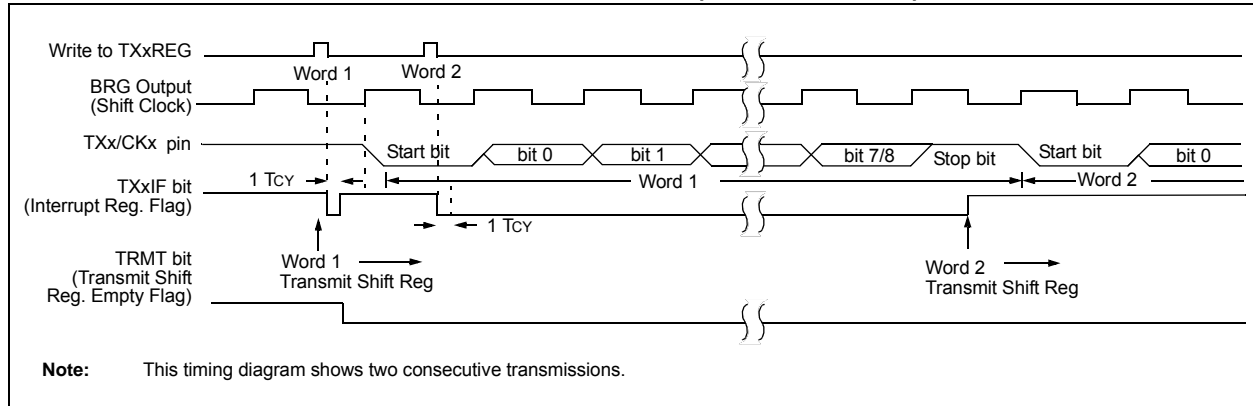 Write to TXxREG
Word 1
Word 2
BRG Output
(Shift Clock)
TXx/CKx pin
Start bit
bit 0
bit 1
bit 7/8
Stop bit
Start bit
bit 0
1 TCY
Word 1
Word 2
TXxIF bit
(Interrupt Reg. Flag)
1 TCY
Word 1
Transmit Shift Reg
Word 2
Transmit Shift Reg
TRMT bit
(Transmit Shift
Reg. Empty Flag)
Note: This timing diagram shows two consecutive transmissions.